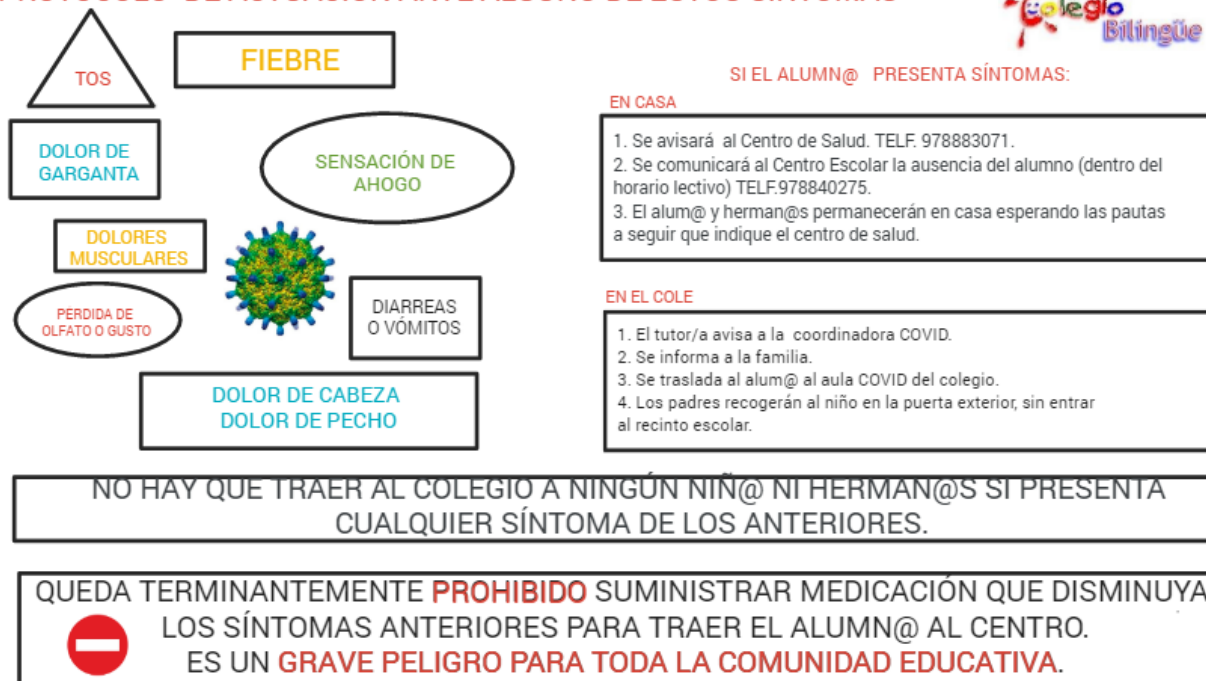 PROTOCOLO DE ACTUACIÓN ANTE ALGUNO DE ESTOS SÍNTOMAS
Colegio
Bilingüe
TOS
FIEBRE
DOLOR DE
GARGANTA
SENSACIÓN DE
AHOGO
DOLORES
MUSCULARES
PERDIDA DE
OLFATO O GUSTO
DIARREAS
O VÓMITOS
DOLOR DE CABEZA
DOLOR DE PECHO
SI EL ALUMN@ PRESENTA SÍNTOMAS:
EN CASA
1. Se avisará al Centro de Salud. TELF. 978883071.
2. Se comunicará al Centro Escolar la ausencia del alumno (dentro del
horario lectivo) TELF.978840275.
3. El alum@ y herman@s permanecerán en casa esperando las pautas
a seguir que indique el centro de salud.
EN EL COLE
1. El tutor/a avisa a la coordinadora COVID.
2. Se informa a la familia.
3. Se traslada al alum@ al aula COVID del colegio.
4. Los padres recogerán al niño en la puerta exterior, sin entrar
al recinto escolar.
NO HAY QUE TRAER AL COLEGIO A NINGÚN NIÑ@ NI HERMAN@S SI PRESENTA
CUALQUIER SÍNTOMA DE LOS ANTERIORES.
QUEDA TERMINANTEMENTE PROHIBIDO SUMINISTRAR MEDICACIÓN QUE DISMINUYA
LOS SÍNTOMAS ANTERIORES PARA TRAER EL ALUMN@ AL CENTRO.
ES UN GRAVE PELIGRO PARA TODA LA COMUNIDAD EDUCATIVA.